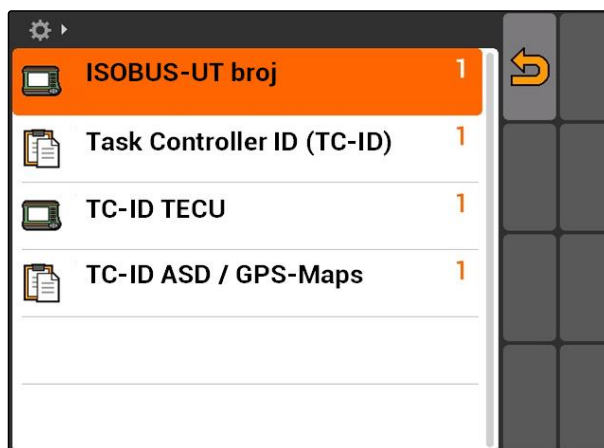 ISOBUS-UT broj 1
Task Controller ID (TC-ID) 1
TC-ID TECU 1
TC-ID ASD / GPS-Maps 1